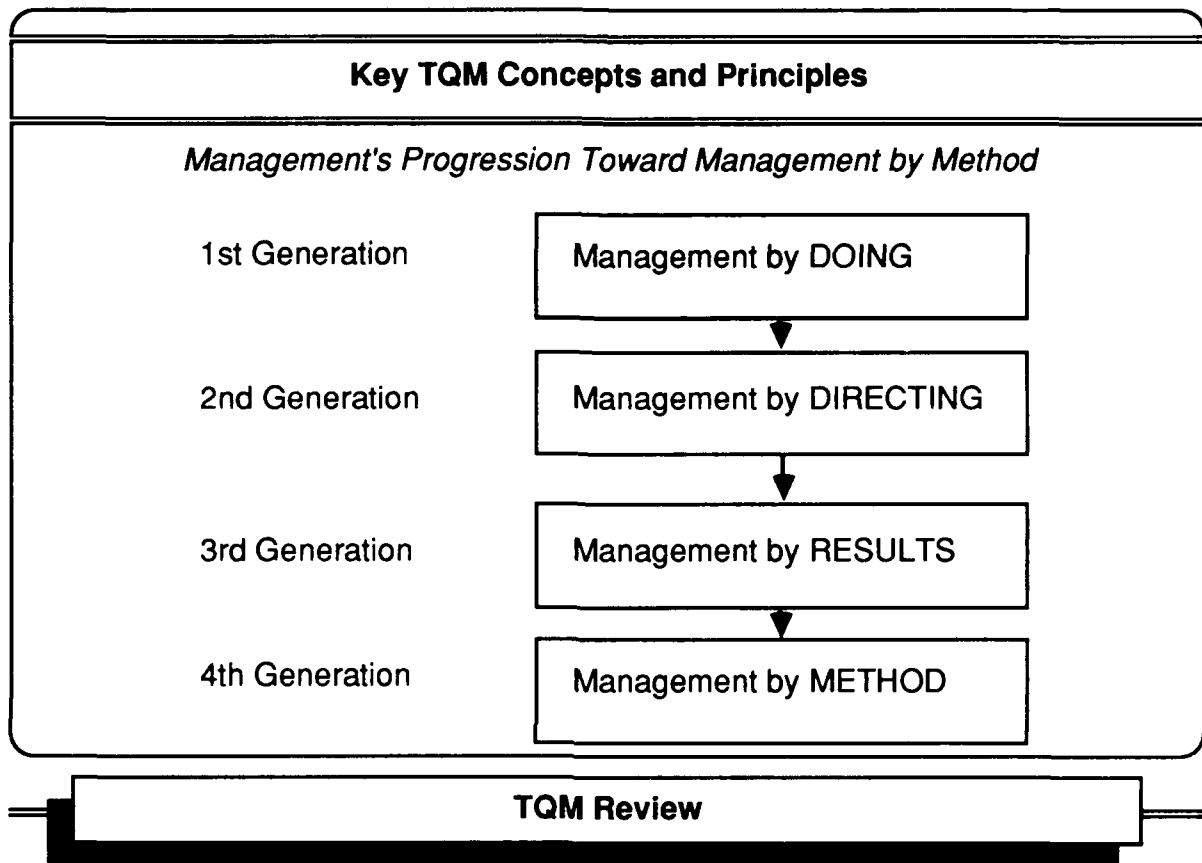 Key TQM Concepts and Principles
Management's Progression Toward Management by Method
1st Generation Management by DOING
2nd Generation Management by DIRECTING
3rd Generation Management by RESULTS
4th Generation Management by METHOD
TQM Review